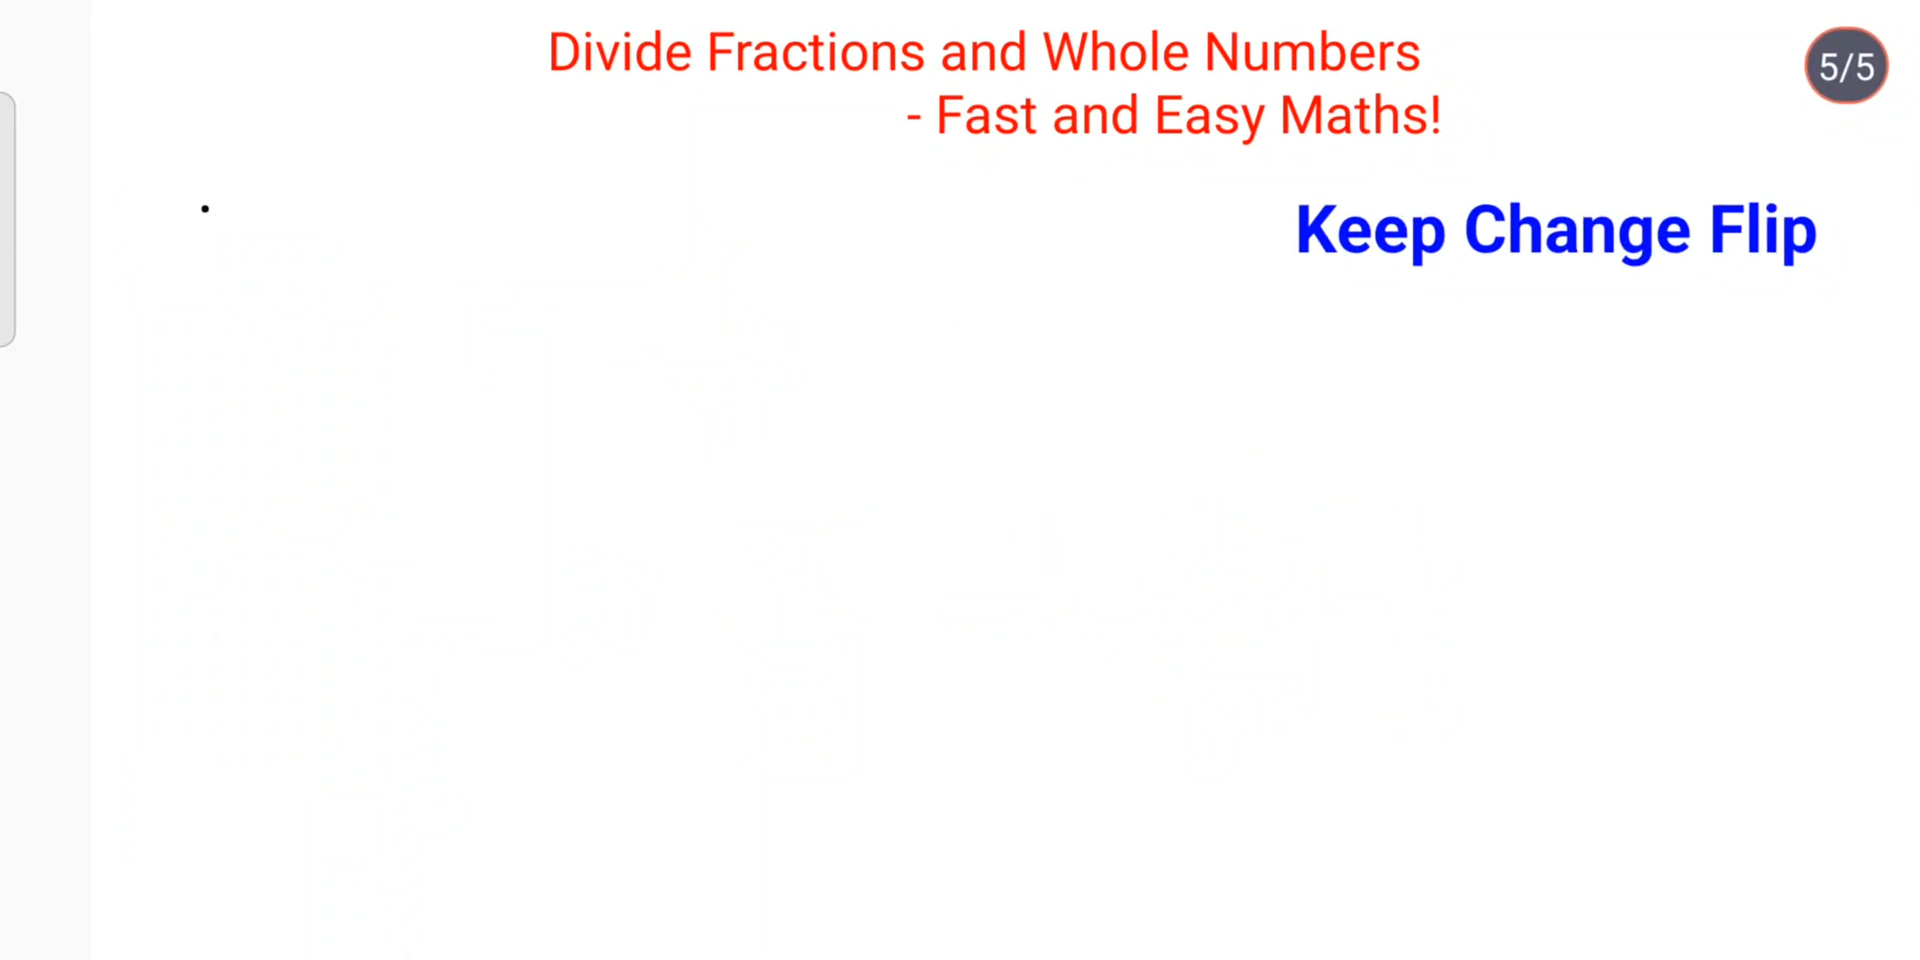 Divide Fractions and Whole Numbers
- Fast and Easy Maths!
5/5
Keep Change Flip